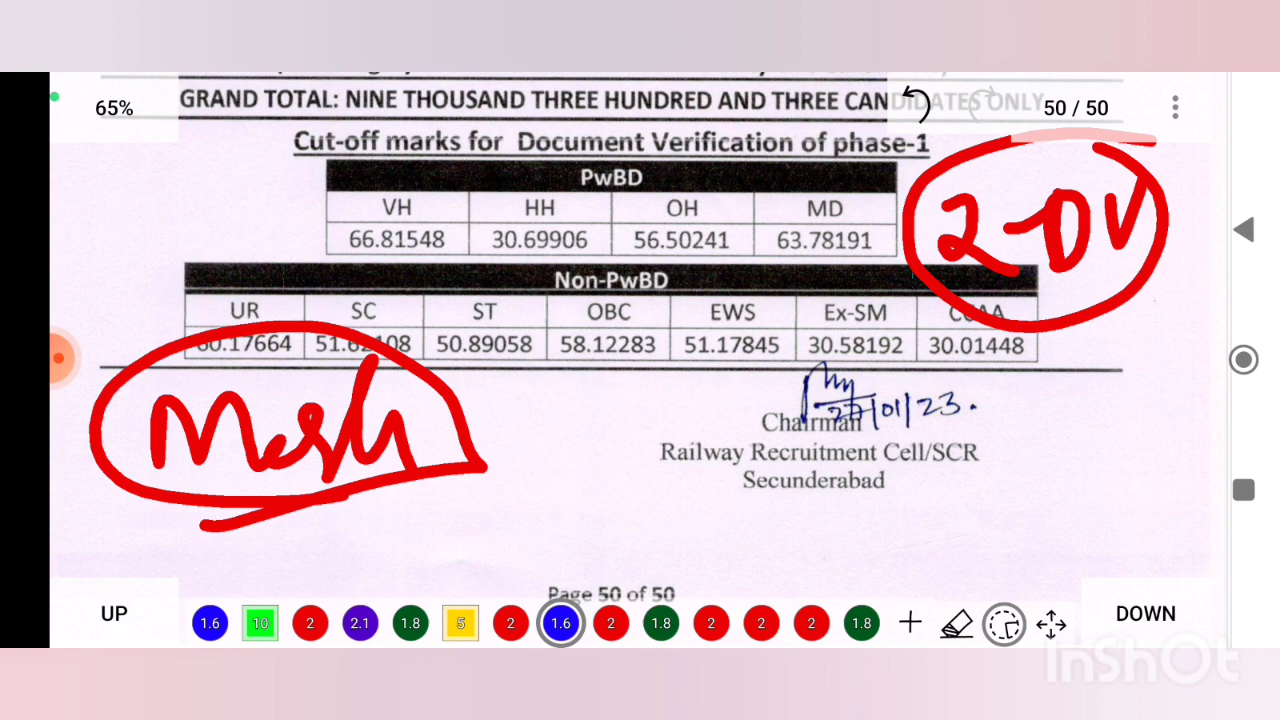 65%
GRAND TOTAL: NINE THOUSAND THREE HUNDRED AND THREE CANDIDATES ONLY
50 / 50
Cut-off marks for Document Verification of phase-1
PwBD
VH HH OH MD
66.81548 30.69906 56.50241 63.78191
2-DV
Non-PwBD
UR SC ST OBC EWS Ex-SM
60.17664 50.89058 58.12283 51.17845 30.58192 30.01448
27/01/23.
Chairman
Railway Recruitment Cell/SCR
Secunderabad
Page 50 of 50
UP 1.6 10 2 2.1 1.8 5 2 1.6 2 1.8 2 2 2 1.8 DOWN
InShOt